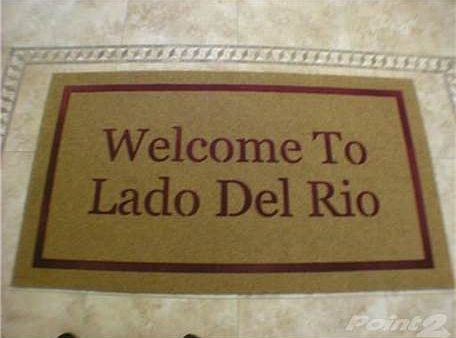 Welcome To
Lado Del Rio
Point2